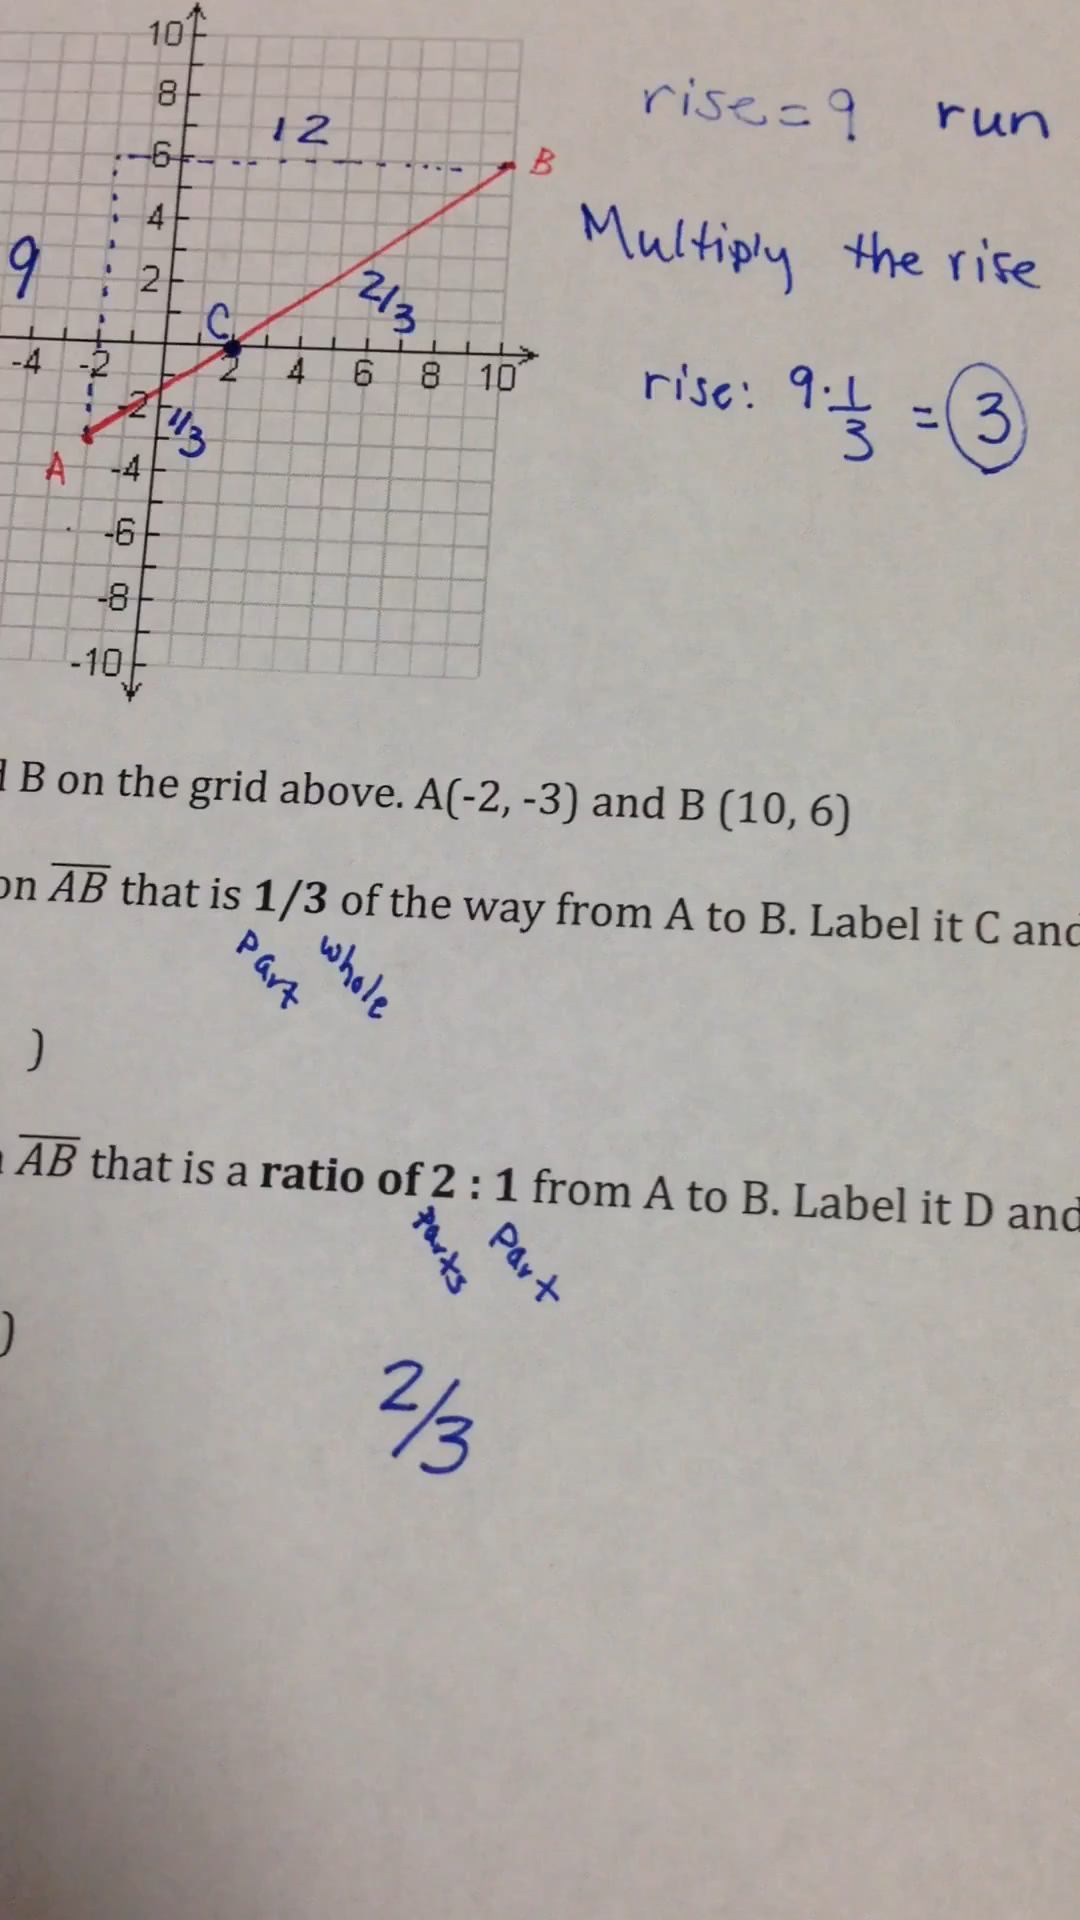 10
8
12
rise = 9 run
6
B
4
Multiply the rise
9
2
2/3
C
-4 -2 2 4 6 8 10
rise: 9 · 1/3 = 3
-2
1/3
A
-4
-6
-8
-10
B on the grid above. A(-2, -3) and B (10, 6)
on AB that is 1/3 of the way from A to B. Label it C and
part whole
)
AB that is a ratio of 2 : 1 from A to B. Label it D and
parts part
)
2/3